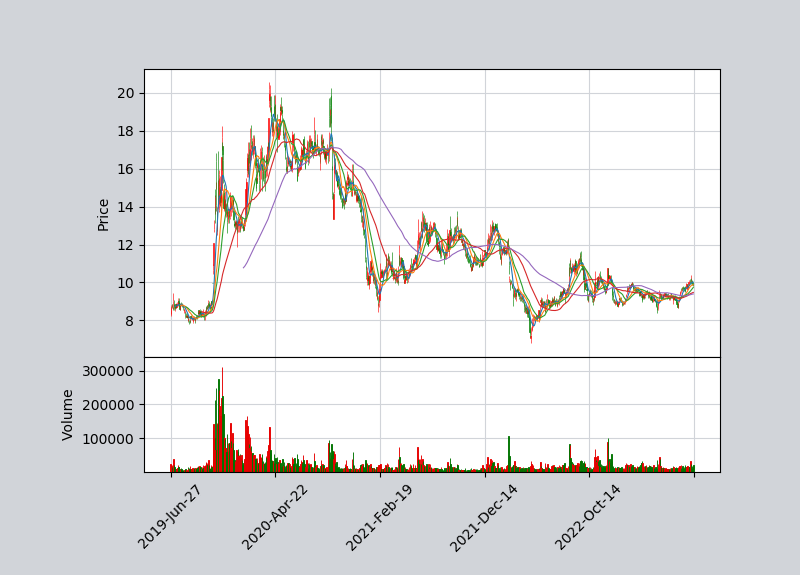 Price
20
18
16
14
12
10
8
Volume
300000
200000
100000
2019-Jun-27
2020-Apr-22
2021-Feb-19
2021-Dec-14
2022-Oct-14